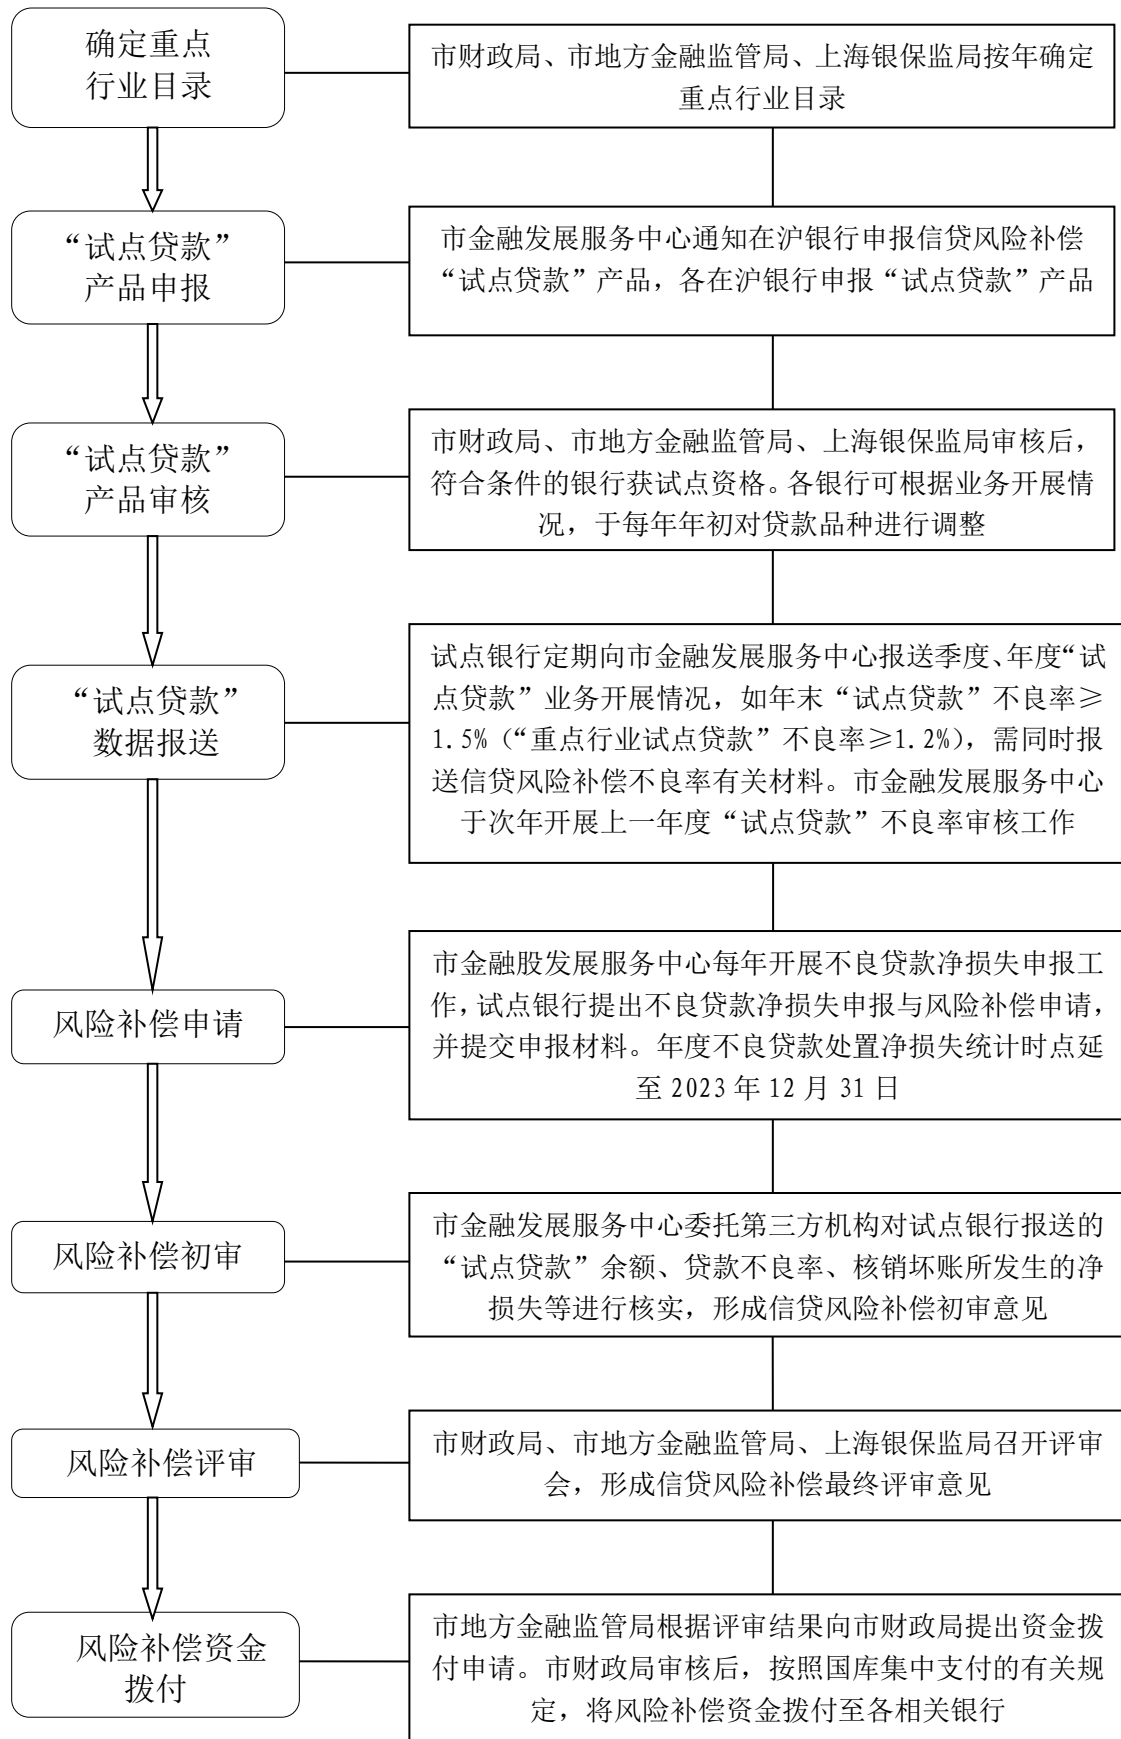 确定重点
行业目录
市财政局、市地方金融监管局、上海银保监局按年确定
重点行业目录
“试点贷款”
产品申报
市金融发展服务中心通知在沪银行申报信贷风险补偿
“试点贷款”产品，各在沪银行申报“试点贷款”产品
“试点贷款”
产品审核
市财政局、市地方金融监管局、上海银保监局审核后，
符合条件的银行获试点资格。各银行可根据业务开展情
况，于每年年初对贷款品种进行调整
“试点贷款”
数据报送
试点银行定期向市金融发展服务中心报送季度、年度“试
点贷款”业务开展情况，如年末“试点贷款”不良率≥
1.5%（“重点行业试点贷款”不良率≥1.2%），需同时报
送信贷风险补偿不良率有关材料。市金融发展服务中心
于次年开展上一年度“试点贷款”不良率审核工作
风险补偿申请
市金融股发展服务中心每年开展不良贷款净损失申报工
作，试点银行提出不良贷款净损失申报与风险补偿申请，
并提交申报材料。年度不良贷款处置净损失统计时点延
至 2023 年 12 月 31 日
风险补偿初审
市金融发展服务中心委托第三方机构对试点银行报送的
“试点贷款”余额、贷款不良率、核销坏账所发生的净
损失等进行核实，形成信贷风险补偿初审意见
风险补偿评审
市财政局、市地方金融监管局、上海银保监局召开评审
会，形成信贷风险补偿最终评审意见
风险补偿资金
拨付
市地方金融监管局根据评审结果向市财政局提出资金拨
付申请。市财政局审核后，按照国库集中支付的有关规
定，将风险补偿资金拨付至各相关银行